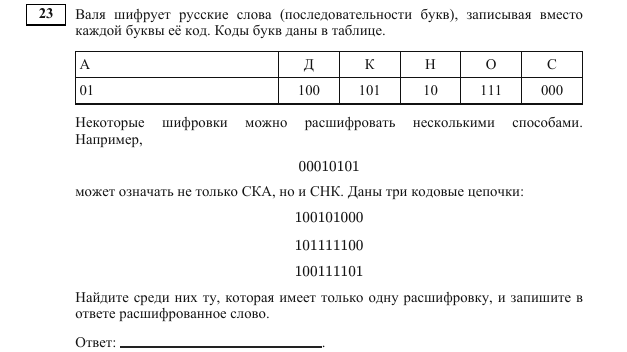 23
Валя шифрует русские слова (последовательности букв), записывая вместо
каждой буквы её код. Коды букв даны в таблице.
А Д К Н О С
01 100 101 10 111 000
Некоторые шифровки можно расшифровать несколькими способами.
Например,
00010101
может означать не только СКА, но и СНК. Даны три кодовые цепочки:
100101000
101111100
100111101
Найдите среди них ту, которая имеет только одну расшифровку, и запишите в
ответе расшифрованное слово.
Ответ: ___________________________.